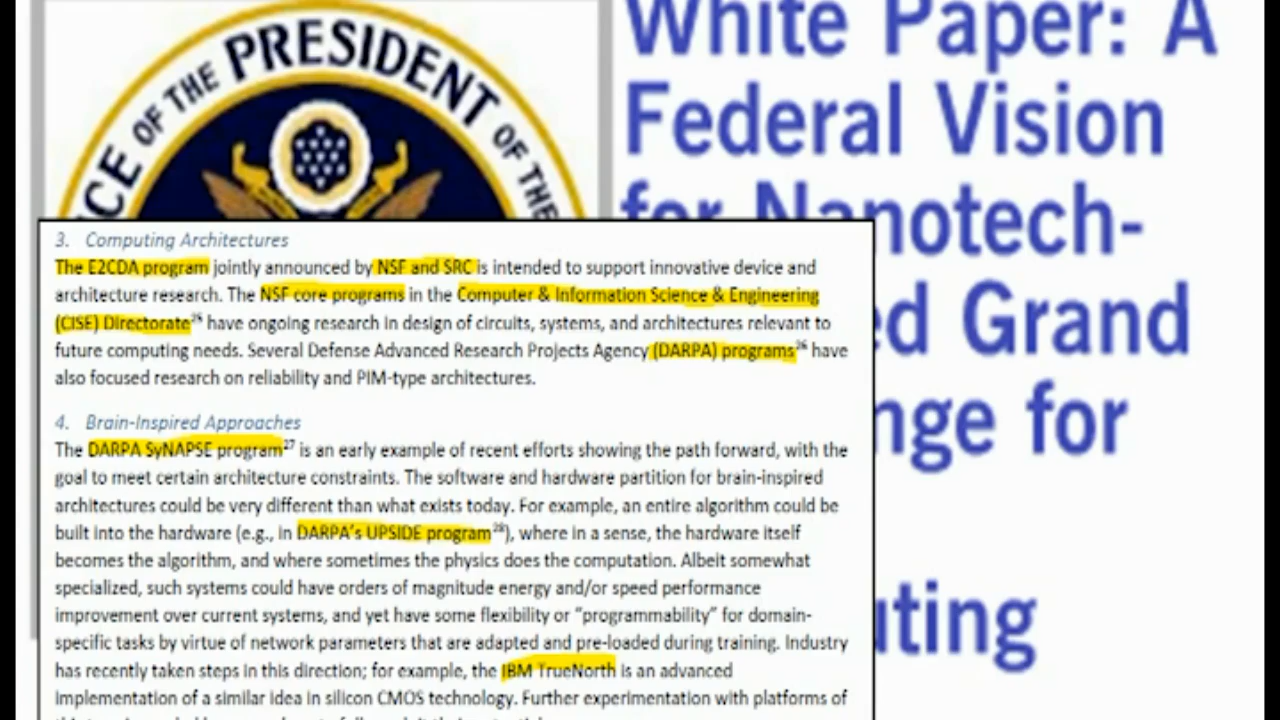 OF THE PRESIDENT OF THE
White Paper: A
Federal Vision
for Nanotech-
ed Grand
nge for
uting
3. Computing Architectures
The E2CDA program jointly announced by NSF and SRC is intended to support innovative device and
architecture research. The NSF core programs in the Computer & Information Science & Engineering
(CISE) Directorate25 have ongoing research in design of circuits, systems, and architectures relevant to
future computing needs. Several Defense Advanced Research Projects Agency (DARPA) programs26 have
also focused research on reliability and PIM-type architectures.
4. Brain-Inspired Approaches
The DARPA SyNAPSE program27 is an early example of recent efforts showing the path forward, with the
goal to meet certain architecture constraints. The software and hardware partition for brain-inspired
architectures could be very different than what exists today. For example, an entire algorithm could be
built into the hardware (e.g., in DARPA's UPSIDE program28), where in a sense, the hardware itself
becomes the algorithm, and where sometimes the physics does the computation. Albeit somewhat
specialized, such systems could have orders of magnitude energy and/or speed performance
improvement over current systems, and yet have some flexibility or "programmability" for domain-
specific tasks by virtue of network parameters that are adapted and pre-loaded during training. Industry
has recently taken steps in this direction; for example, the IBM TrueNorth is an advanced
implementation of a similar idea in silicon CMOS technology. Further experimentation with platforms of